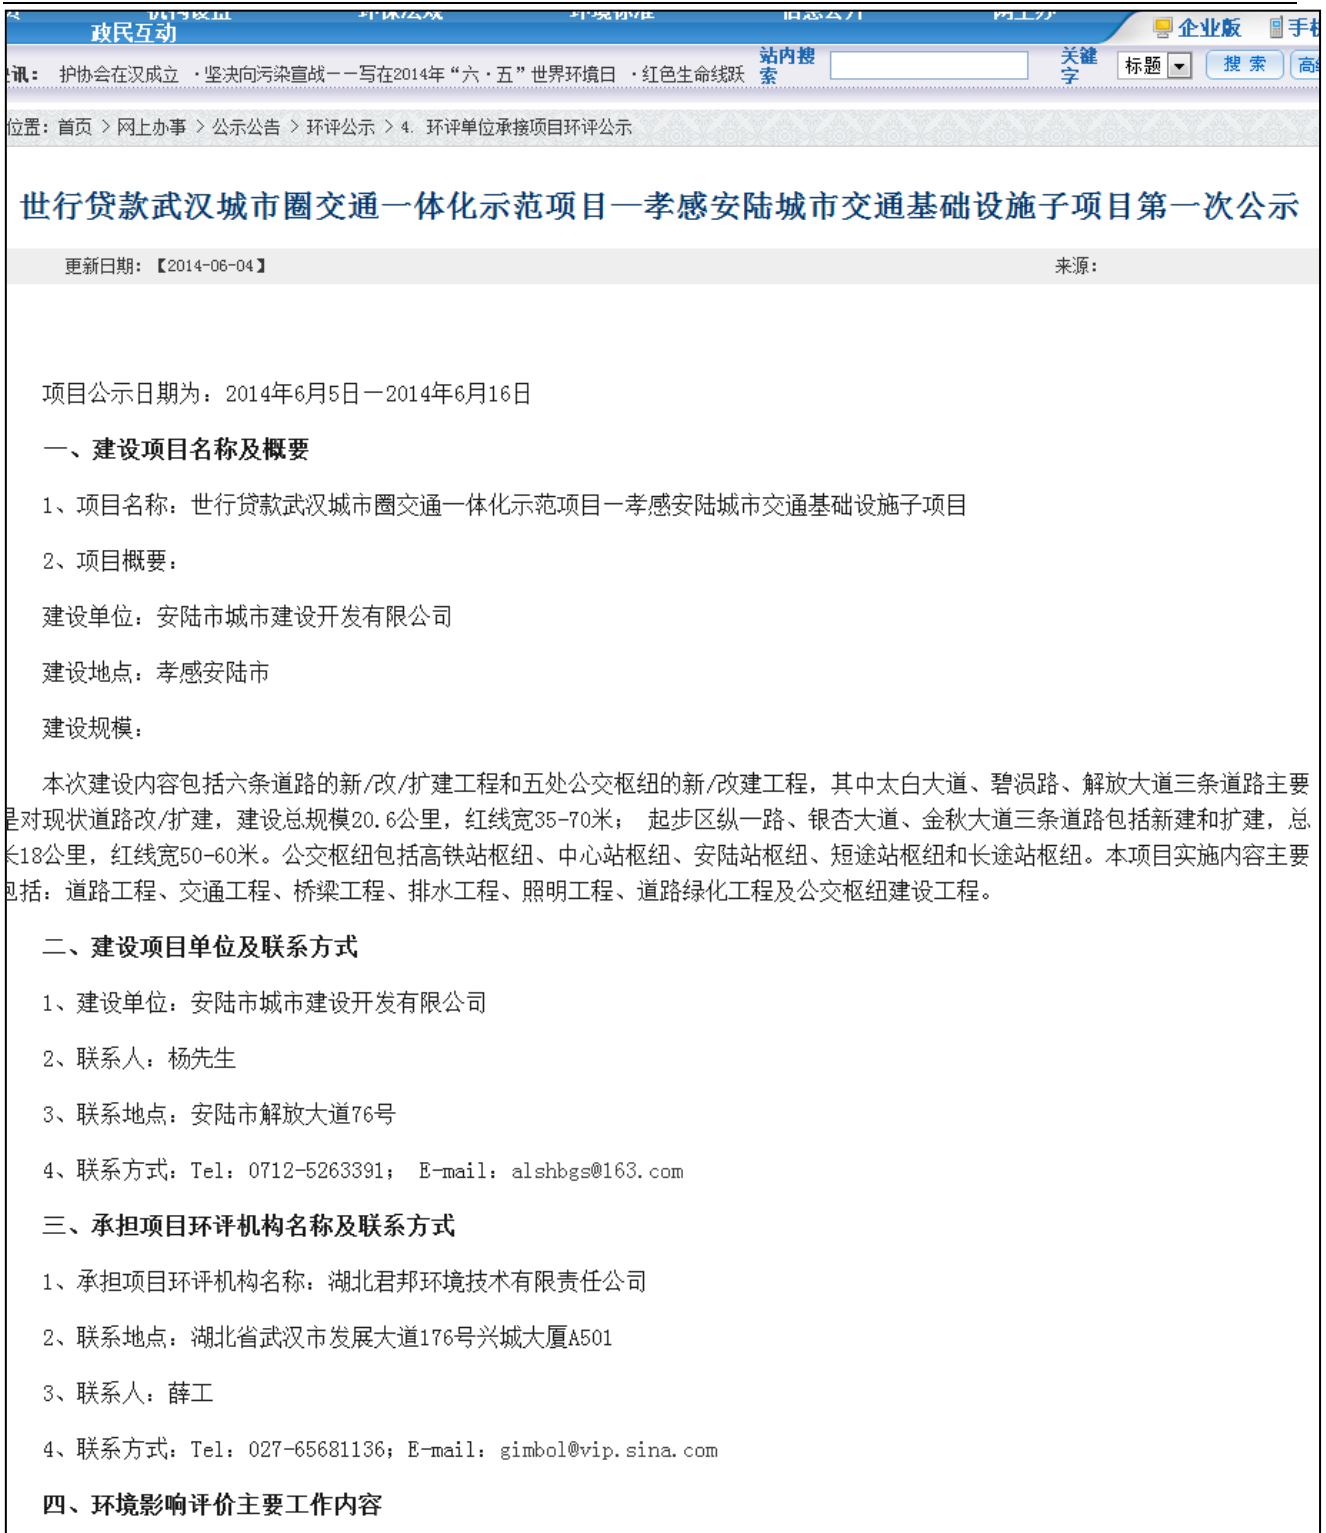 机构设置 环保法规 环境标准 信息公开 网上办
政民互动 企业版 手机
讯: 护协会在汉成立 ·坚决向污染宣战——写在2014年“六·五”世界环境日 ·红色生命线跃 站内搜索 关键字 标题 搜 索 高级
位置: 首页 > 网上办事 > 公示公告 > 环评公示 > 4. 环评单位承接项目环评公示
世行贷款武汉城市圈交通一体化示范项目—孝感安陆城市交通基础设施子项目第一次公示
更新日期: 【2014-06-04】 来源:
项目公示日期为: 2014年6月5日—2014年6月16日
一、建设项目名称及概要
1、项目名称: 世行贷款武汉城市圈交通一体化示范项目—孝感安陆城市交通基础设施子项目
2、项目概要:
建设单位: 安陆市城市建设开发有限公司
建设地点: 孝感安陆市
建设规模:
本次建设内容包括六条道路的新/改/扩建工程和五处公交枢纽的新/改建工程, 其中太白大道、碧涢路、解放大道三条道路主要
是对现状道路改/扩建, 建设总规模20.6公里, 红线宽35-70米; 起步区纵一路、银杏大道、金秋大道三条道路包括新建和扩建, 总
长18公里, 红线宽50-60米。公交枢纽包括高铁站枢纽、中心站枢纽、安陆站枢纽、短途站枢纽和长途站枢纽。本项目实施内容主要
包括: 道路工程、交通工程、桥梁工程、排水工程、照明工程、道路绿化工程及公交枢纽建设工程。
二、建设项目单位及联系方式
1、建设单位: 安陆市城市建设开发有限公司
2、联系人: 杨先生
3、联系地点: 安陆市解放大道76号
4、联系方式: Tel: 0712-5263391; E-mail: alshbgs@163.com
三、承担项目环评机构名称及联系方式
1、承担项目环评机构名称: 湖北君邦环境技术有限责任公司
2、联系地点: 湖北省武汉市发展大道176号兴城大厦A501
3、联系人: 薛工
4、联系方式: Tel: 027-65681136; E-mail: gimbol@vip.sina.com
四、环境影响评价主要工作内容